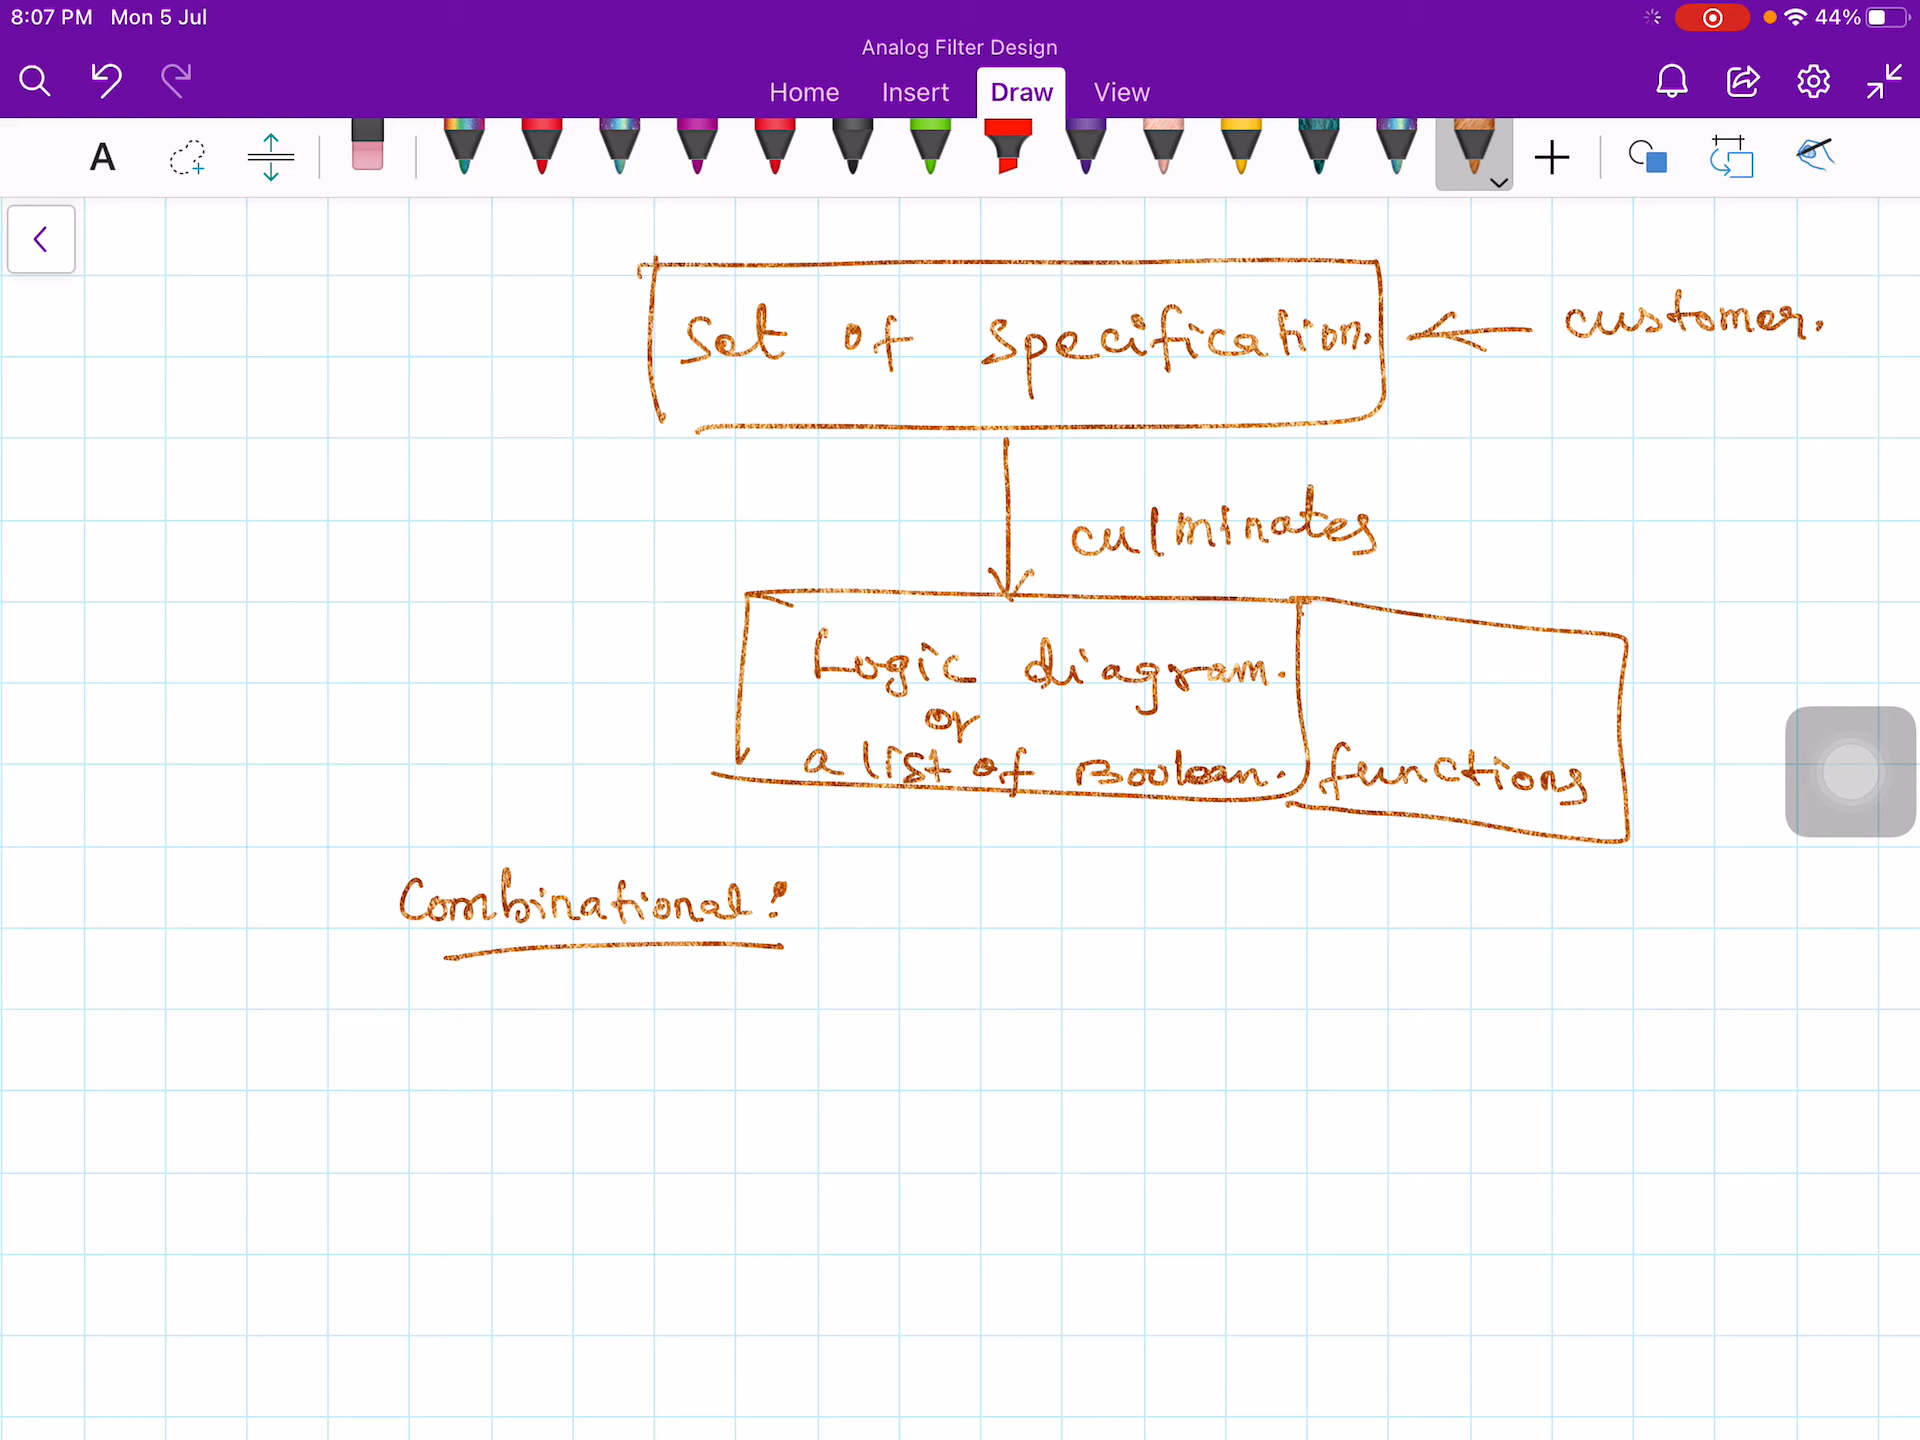 8:07 PM Mon 5 Jul 44%
Analog Filter Design
Home Insert Draw View
A
Set of specification. ← customer.
culminates
Logic diagram.
or
a list of Boolean. functions
Combinational: